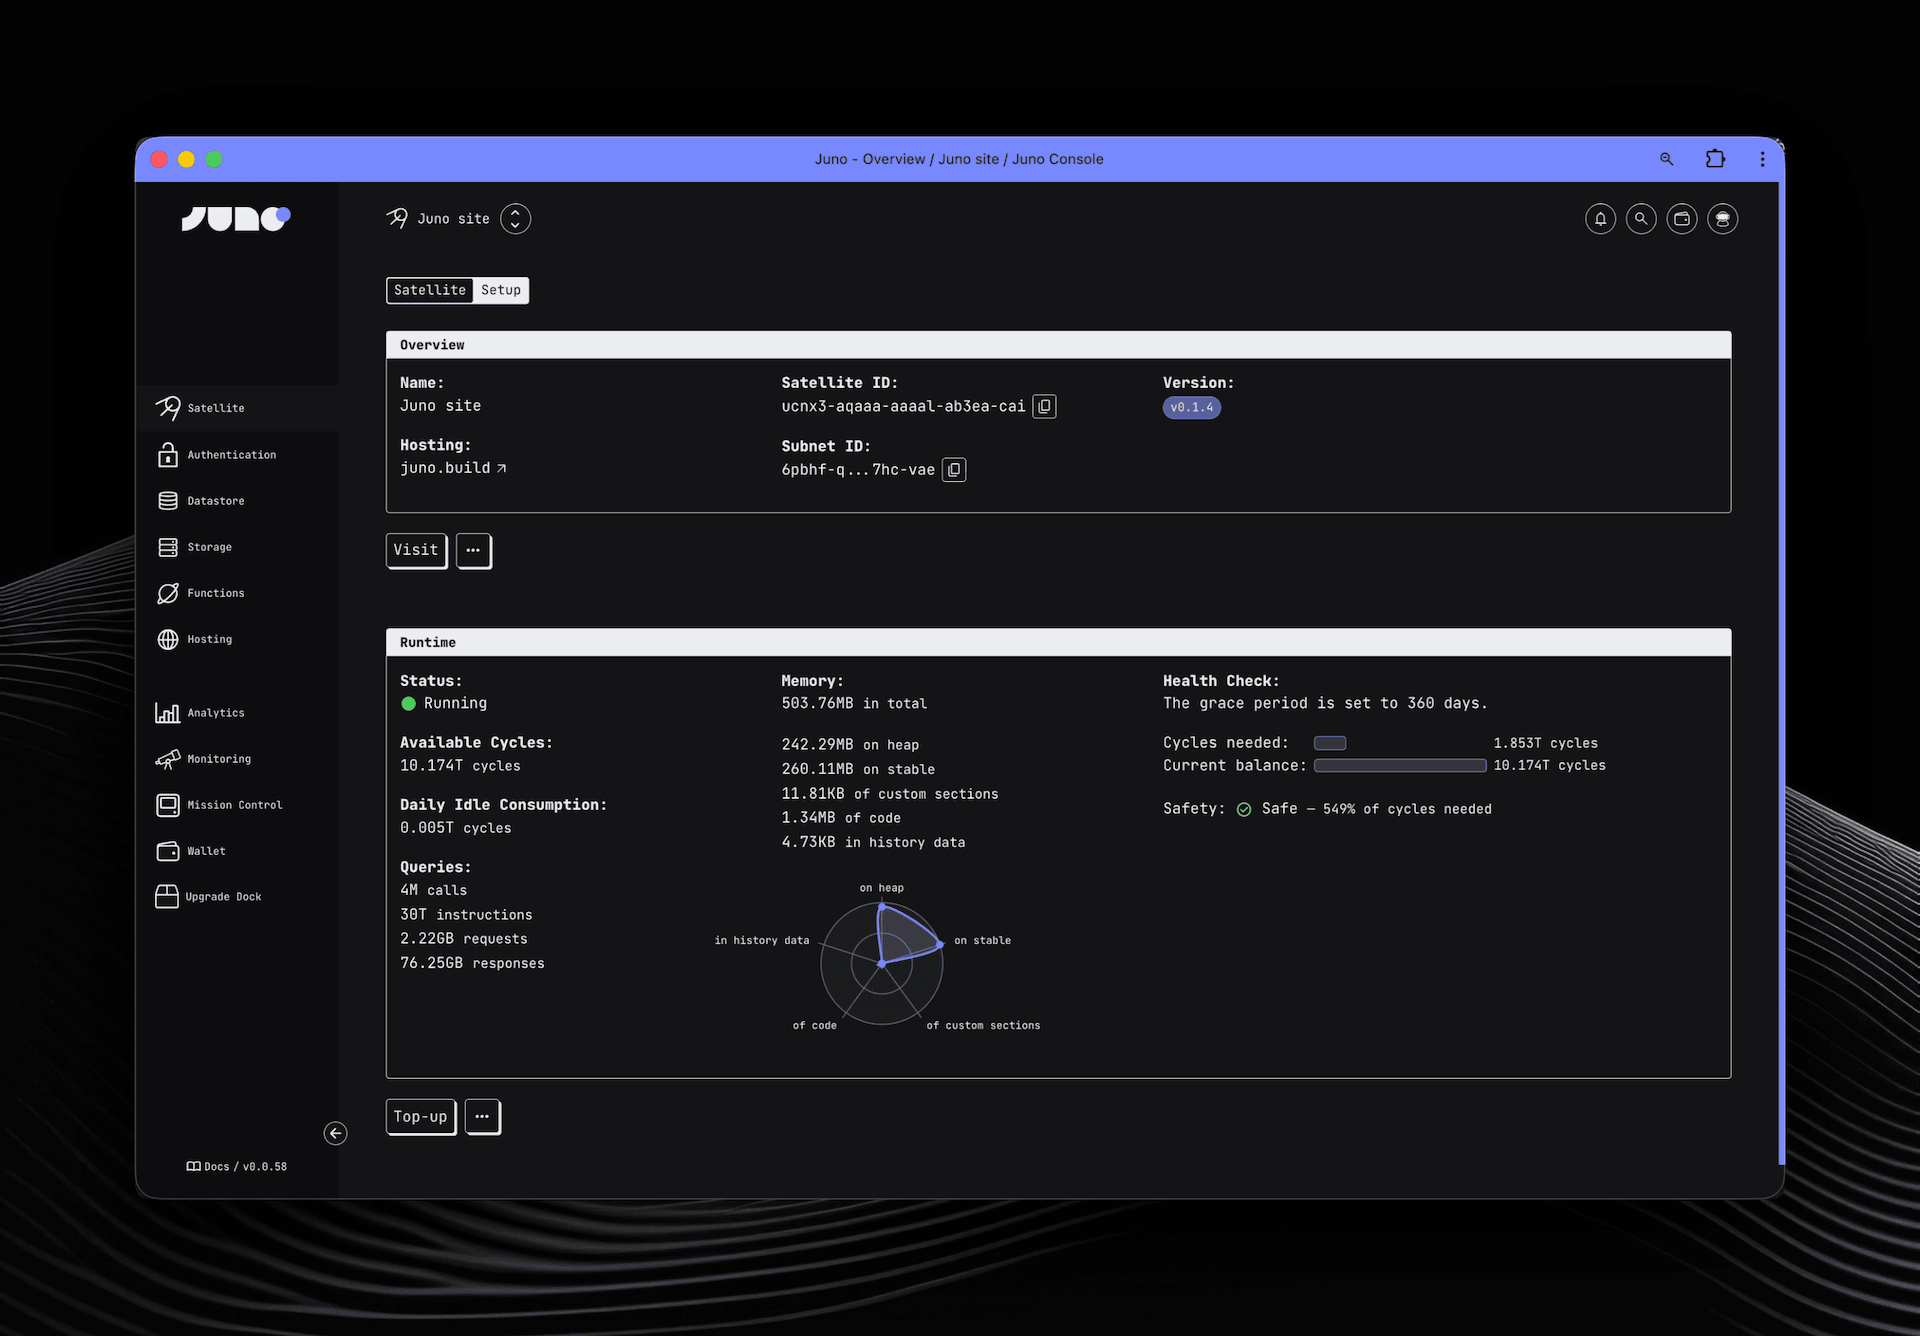 Juno - Overview / Juno site / Juno Console
JUNO
Juno site
Satellite Setup
Satellite
Authentication
Datastore
Storage
Functions
Hosting
Analytics
Monitoring
Mission Control
Wallet
Upgrade Dock
Docs / v0.0.58
Overview
Name:
Juno site
Hosting:
juno.build
Satellite ID:
ucnx3-aqaaa-aaaal-ab3ea-cai
Subnet ID:
6pbhf-q...7hc-vae
Version:
v0.1.4
Visit
Runtime
Status:
Running
Available Cycles:
10.174T cycles
Daily Idle Consumption:
0.005T cycles
Queries:
4M calls
30T instructions
2.22GB requests
76.25GB responses
Memory:
503.76MB in total
242.29MB on heap
260.11MB on stable
11.81KB of custom sections
1.34MB of code
4.73KB in history data
on heap
in history data
on stable
of code
of custom sections
Health Check:
The grace period is set to 360 days.
Cycles needed: 1.853T cycles
Current balance: 10.174T cycles
Safety: Safe — 549% of cycles needed
Top-up